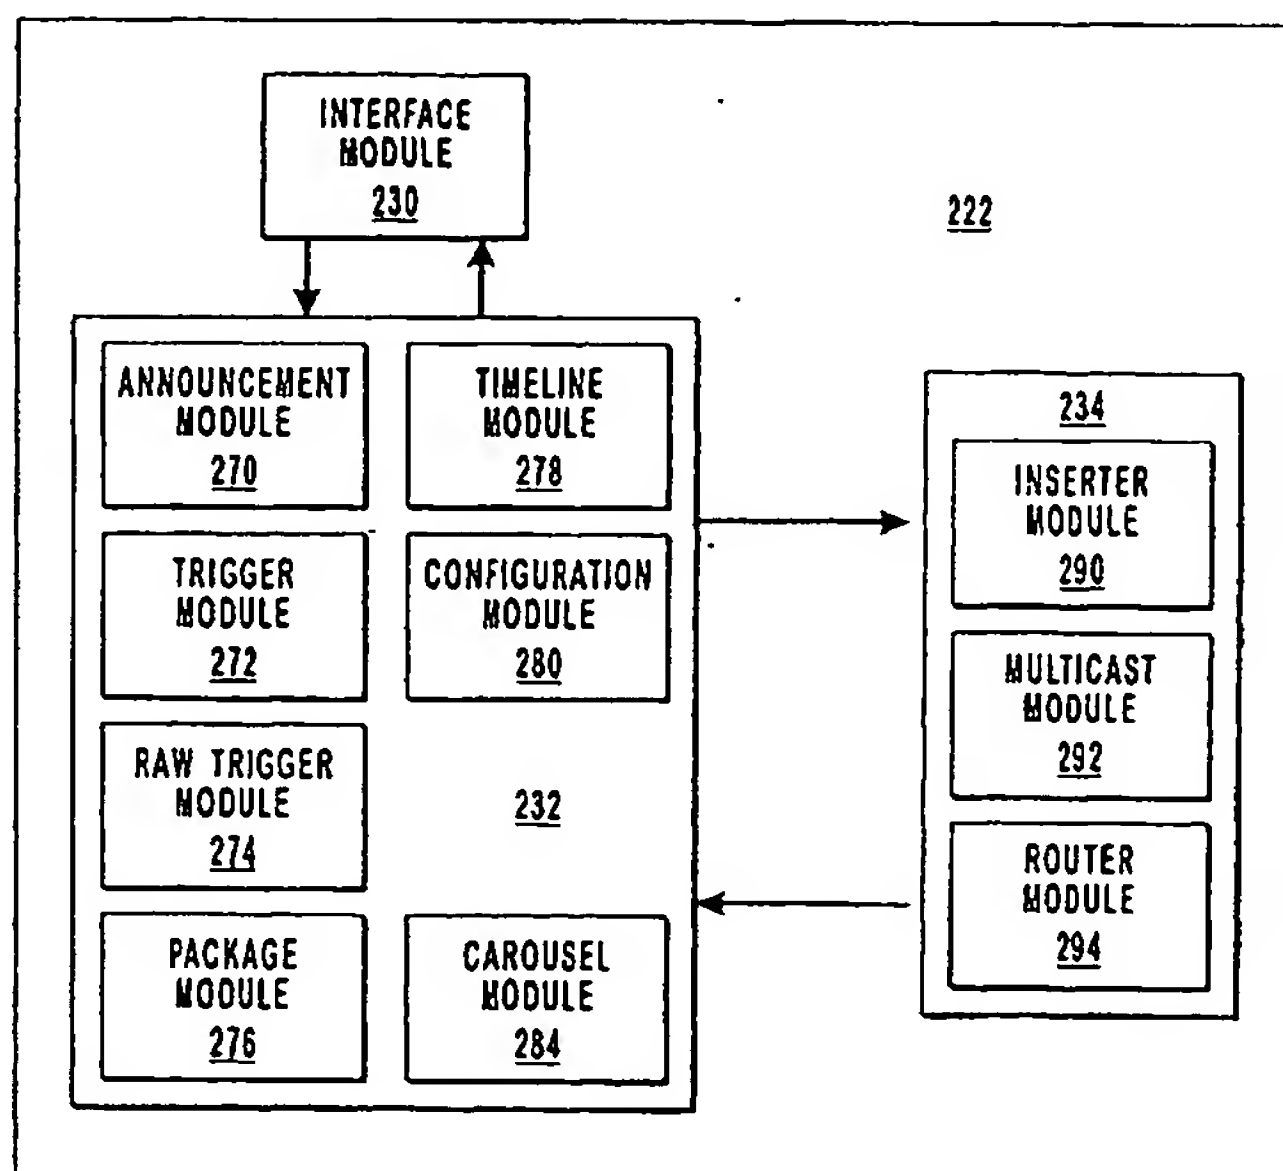 INTERFACE
MODULE
230
222
ANNOUNCEMENT
MODULE
270
TIMELINE
MODULE
278
TRIGGER
MODULE
272
CONFIGURATION
MODULE
280
RAW TRIGGER
MODULE
274
232
PACKAGE
MODULE
276
CAROUSEL
MODULE
284
234
INSERTER
MODULE
290
MULTICAST
MODULE
292
ROUTER
MODULE
294